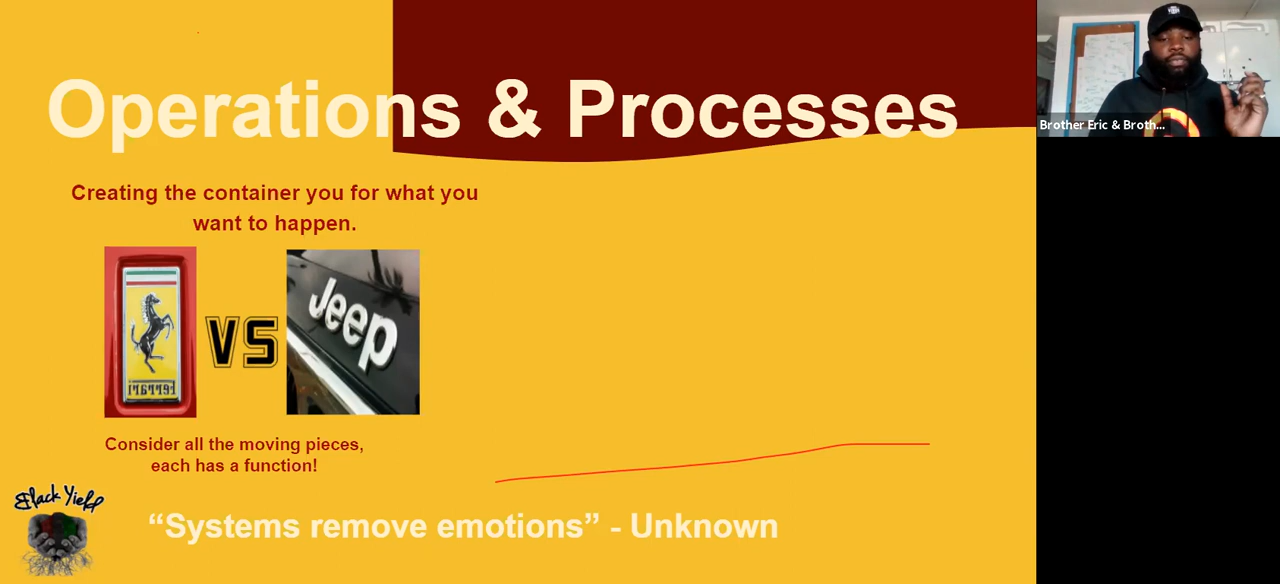 Operations & Processes
Brother Eric & Broth...
Creating the container you for what you
want to happen.
VS
Jeep
Consider all the moving pieces,
each has a function!
Black Yield
“Systems remove emotions” - Unknown